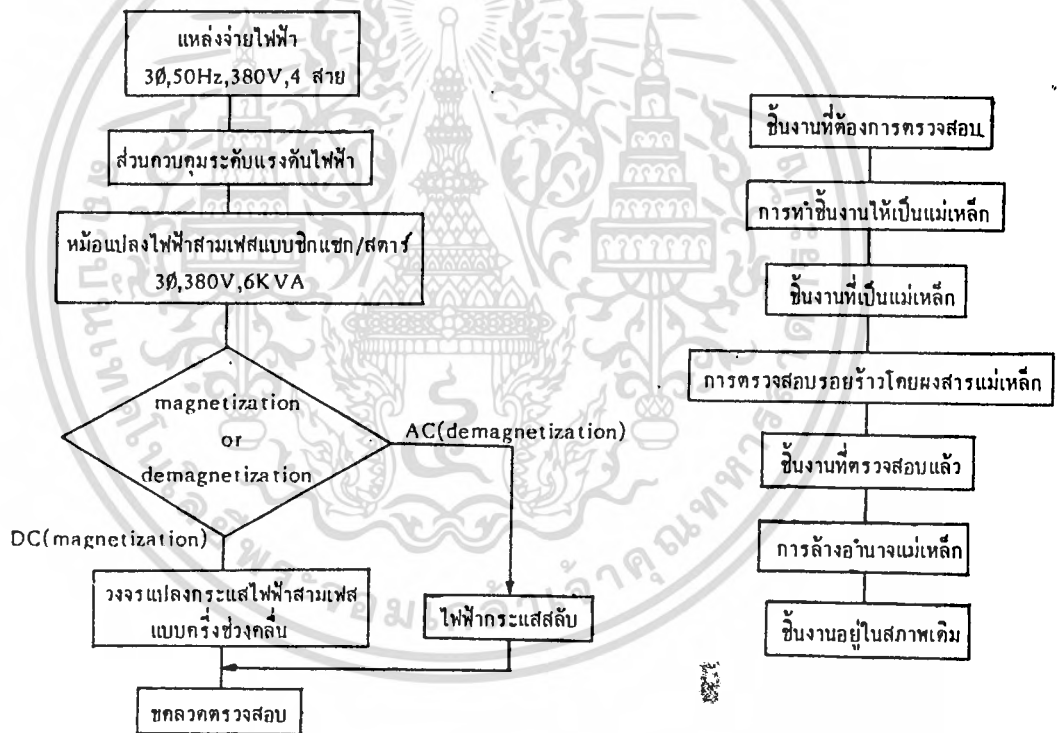 แหล่งจ่ายไฟฟ้า
3Ø,50Hz,380V,4 สาย
ส่วนควบคุมระดับแรงดันไฟฟ้า
หม้อแปลงไฟฟ้าสามเฟสแบบซิกแซก/สตาร์
3Ø,380V,6KVA
magnetization
or
demagnetization
AC(demagnetization)
DC(magnetization)
วงจรแปลงกระแสไฟฟ้าสามเฟส
แบบครึ่งช่วงคลื่น
ไฟฟ้ากระแสสลับ
ขดลวดตรวจสอบ
ชิ้นงานที่ต้องการตรวจสอบ
การทำชิ้นงานให้เป็นแม่เหล็ก
ชิ้นงานที่เป็นแม่เหล็ก
การตรวจสอบรอยร้าวโดยผงสารแม่เหล็ก
ชิ้นงานที่ตรวจสอบแล้ว
การล้างอำนาจแม่เหล็ก
ชิ้นงานอยู่ในสภาพเดิม